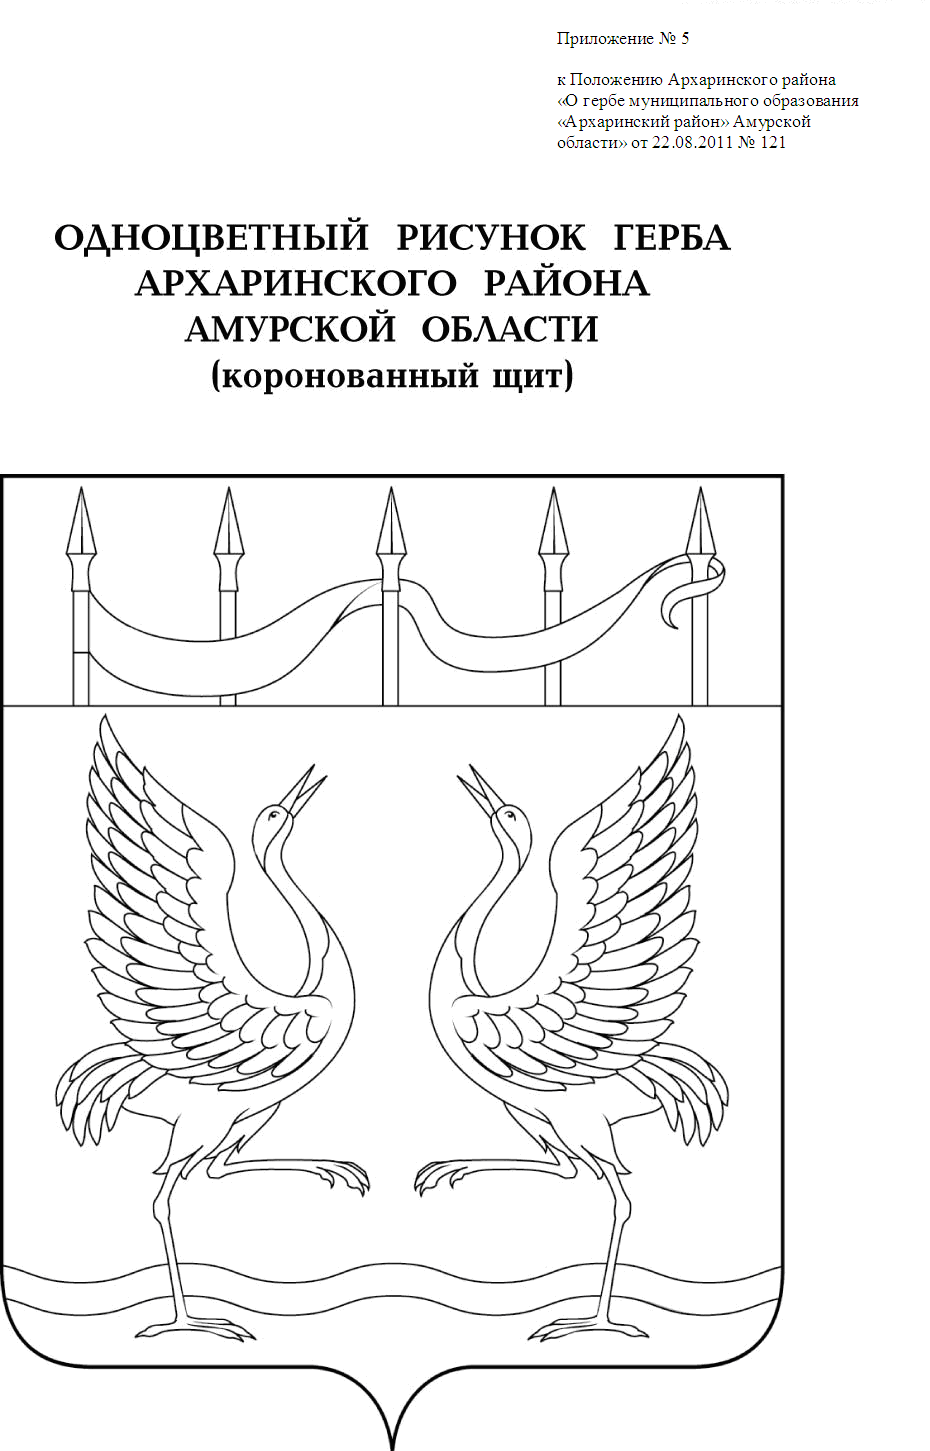 Приложение № 5
к Положению Архаринского района
«О гербе муниципального образования
«Архаринский район» Амурской
области» от 22.08.2011 № 121
ОДНОЦВЕТНЫЙ РИСУНОК ГЕРБА
АРХАРИНСКОГО РАЙОНА
АМУРСКОЙ ОБЛАСТИ
(коронованный щит)